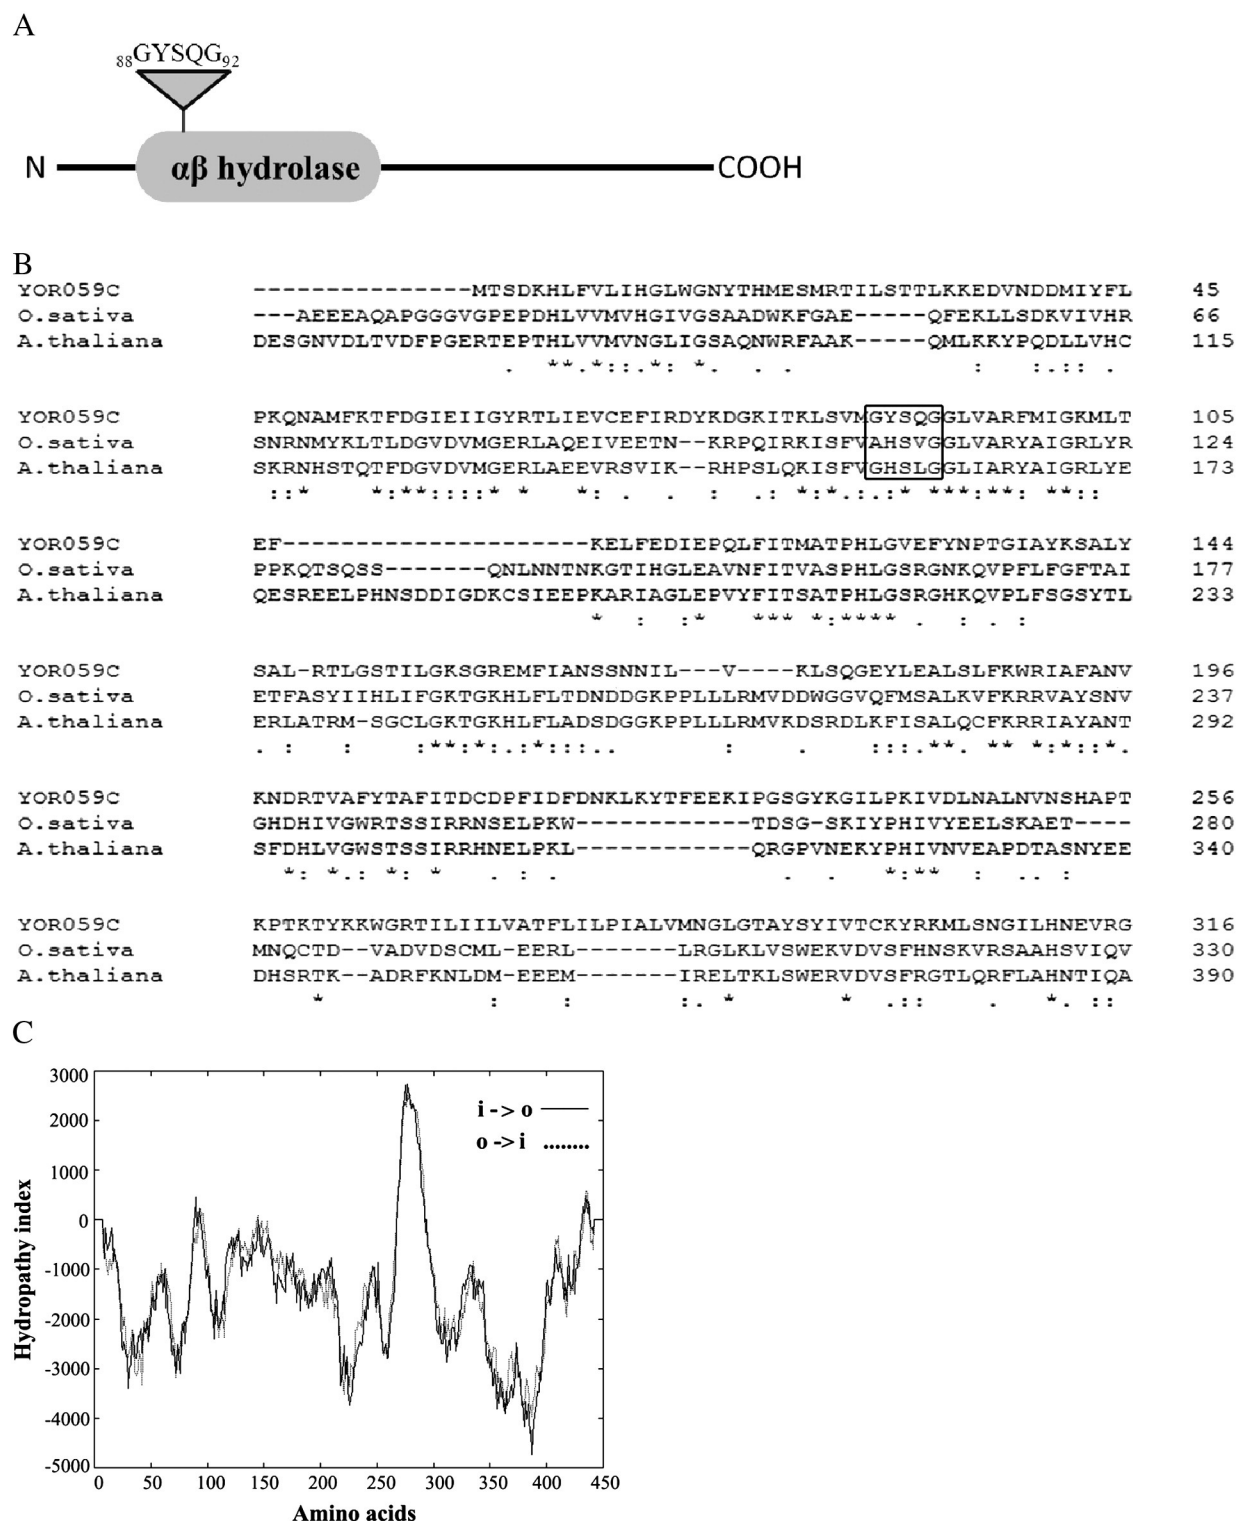 A
88GYSQG92
N αβ hydrolase COOH
B
YOR059C ---------------MTSDKHLFVLIHGLWGNYTHMESMRTILSTTLKKEDVNDDMIYFL 45
O.sativa ---AEEEAQAPGGGVGPEPDHLVVMVHGIVGSAADWKFGAE-----QFEKLLSDKVIVHR 66
A.thaliana DESGNVDLTVDFPGERTEPTHLVVMVNGLIGSAQNWRFAAK-----QMLKKYPQDLLVHC 115
. **.*::.* *. . . : :.::. .
YOR059C PKQNAMFKTFDGIEIIGYRTLIEVCEFIRDYKDGKITKLSVMGYSQGGLVARFMIGKMLT 105
O.sativa SNRNMYKLTLDGVDVMGERLAQEIVEETN--KRPQIRKISFVAHSVGGLVARYAIGRLYR 124
A.thaliana SKRNHSTQTFDGVDVMGERLAEEVRSVIK--RHPSLQKISFVGHSLGGLIARYAIGRLYE 173
::* *:**:::* * *: . . .: *:*.:.:* ***:** **::
YOR059C EF---------------------KELFEDIEPQLFITMATPHLGVEFYNPTGIAYKSALY 144
O.sativa PPKQTSQSS-------QNLNNTNKGTIHGLEAVNFITVASPHLGSRGNKQVPFLFGFTAI 177
A.thaliana QESREELPHNSDDIGDKCSIEEPKARIAGLEPVYFITSATPHLGSRGHKQVPLFSGSYTL 233
* : :* *** *:**** . : . :
YOR059C SAL-RTLGSTILGKSGREMFIANSSNNIL---V----KLSQGEYLEALSLFKWRIAFANV 196
O.sativa ETFASYIIHLIFGKTGKHLFLTDNDDGKPPLLLRMVDDWGGVQFMSALKVFKRRVAYSNV 237
A.thaliana ERLATRM-SGCLGKTGKHLFLADSDGGKPPLLLRMVKDSRDLKFISALQCFKRRIAYANT 292
. : : :**:*:.:*:::.. : . :::.**. ** *:*::*.
YOR059C KNDRTVAFYTAFITDCDPFIDFDNKLKYTFEEKIPGSGYKGILPKIVDLNALNVNSHAPT 256
O.sativa GHDHIVGWRTSSIRRNSELPKW------------TDSG-SKIYPHIVYEELSKAET---- 280
A.thaliana SFDHLVGWSTSSIRRHNELPKL------------QRGPVNEKYPHIVNVEAPDTASNYEE 340
*: *.: *: * . : . . . *:** : . :
YOR059C KPTKTYKKWGRTILIILVATFLILPIALVMNGLGTAYSYIVTCKYRKMLSNGILHNEVRG 316
O.sativa MNQCTD--VADVDSCML-EERL-------LRGLKLVSWEKVDVSFHNSKVRSAAHSVIQV 330
A.thaliana DHSRTK--ADRFKNLDM-EEEM-------IRELTKLSWERVDVSFRGTLQRFLAHNTIQA 390
* : : :. * * .:: . *. ::
C
3000
2000
1000
0
-1000
-2000
-3000
-4000
-5000
Hydropathy index
i -> o
o -> i
0 50 100 150 200 250 300 350 400 450
Amino acids